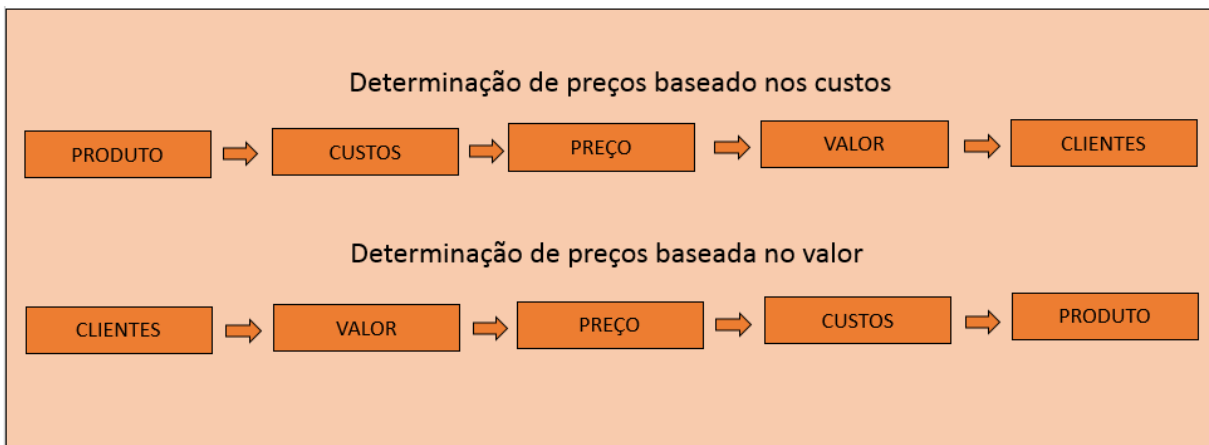 Determinação de preços baseado nos custos
PRODUTO CUSTOS PREÇO VALOR CLIENTES
Determinação de preços baseada no valor
CLIENTES VALOR PREÇO CUSTOS PRODUTO